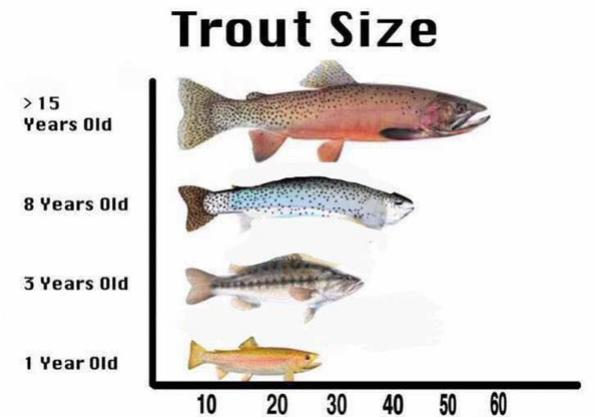 Trout Size
> 15
Years Old
8 Years Old
3 Years Old
1 Year Old
10 20 30 40 50 60